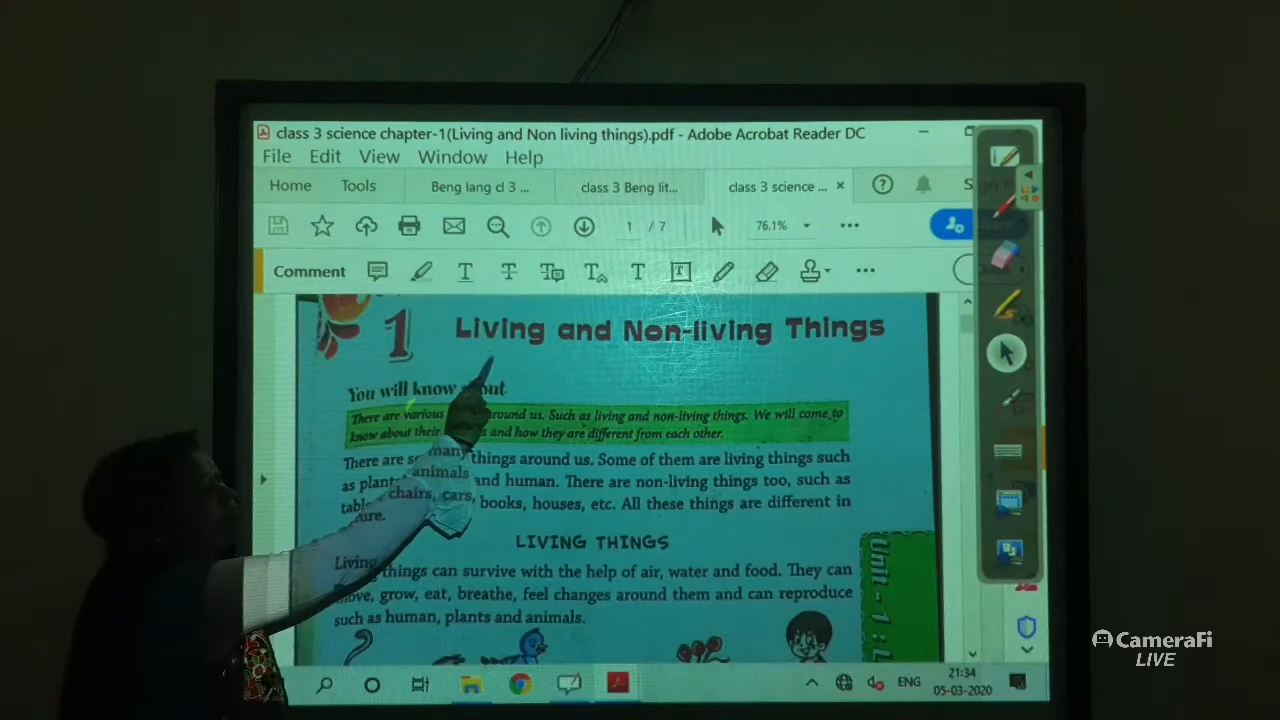 class 3 science chapter-1(Living and Non living things).pdf - Adobe Acrobat Reader DC
File Edit View Window Help
Home Tools Beng lang cl 3 ... class 3 Beng lit... class 3 science ... ×
1 / 7 76.1%
Comment
1 Living and Non-living Things
You will know about
There are various around us. Such as living and non-living things. We will come to
know about their and how they are different from each other.
There are so many things around us. Some of them are living things such
as plants, animals and human. There are non-living things too, such as
chairs, cars, books, houses, etc. All these things are different in
LIVING THINGS
Living things can survive with the help of air, water and food. They can
move, grow, eat, breathe, feel changes around them and can reproduce
such as human, plants and animals.
Unit - 1 : L
ENG
21:34
05-03-2020
CameraFi
LIVE